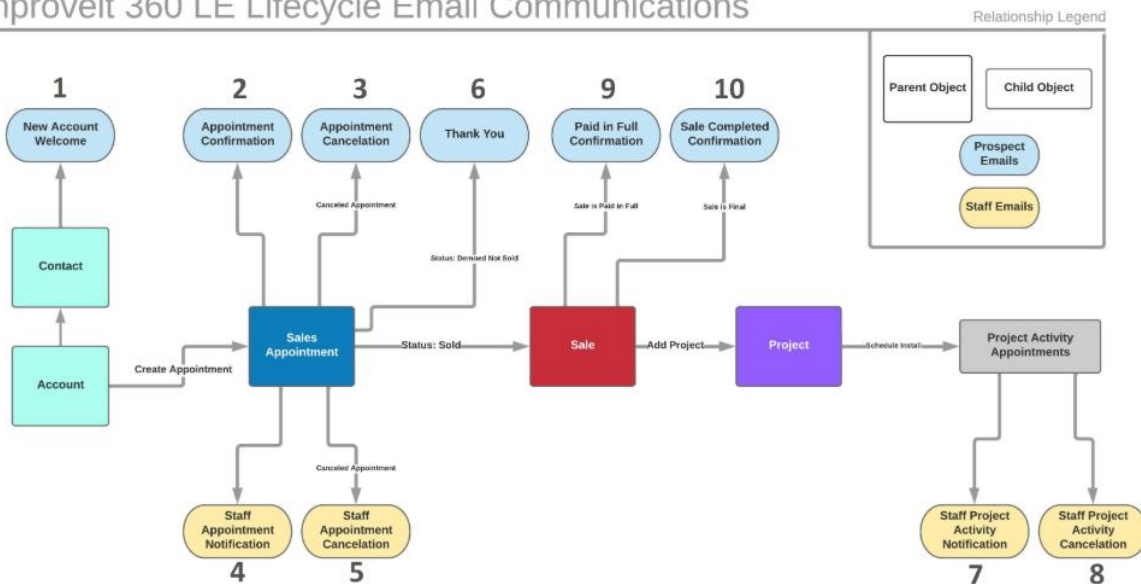 mproveit 360 LE Lifecycle Email Communications
Relationship Legend
Parent Object
Child Object
Prospect
Emails
Staff Emails
1
2
3
6
9
10
New Account
Welcome
Appointment
Confirmation
Appointment
Cancelation
Thank You
Paid in Full
Confirmation
Sale Completed
Confirmation
Canceled Appointment
Sale is Paid in Full
Sale is Final
Status: Demoed Not Sold
Contact
Account
Create Appointment
Sales
Appointment
Status: Sold
Sale
Add Project
Project
Schedule Install
Project Activity
Appointments
Canceled Appointment
Staff
Appointment
Notification
Staff
Appointment
Cancelation
Staff Project
Activity
Notification
Staff Project
Activity
Cancelation
4
5
7
8